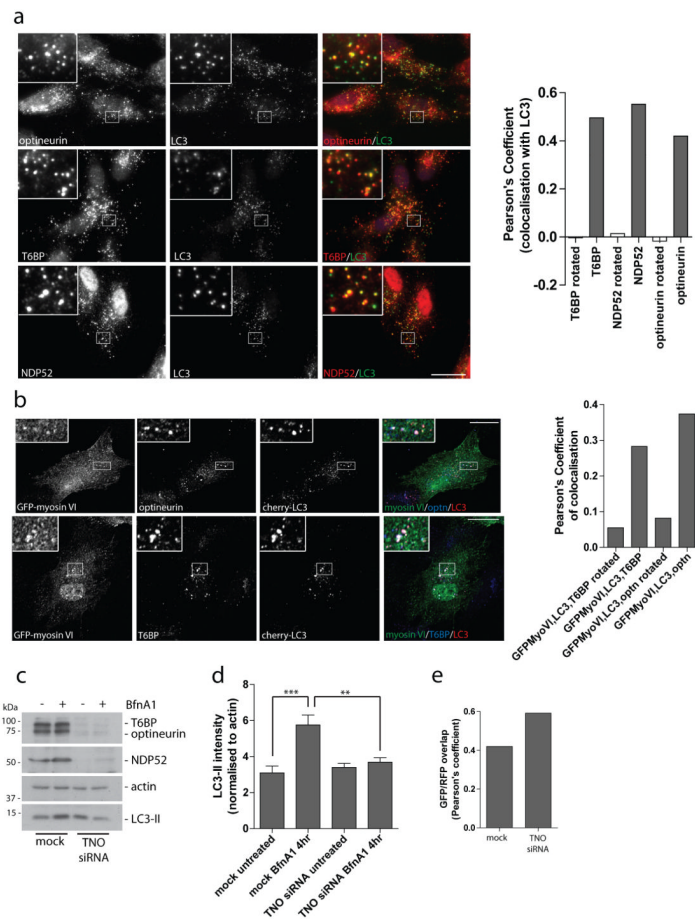 a
optineurin
LC3
optineurin/LC3
T6BP
LC3
T6BP/LC3
NDP52
LC3
NDP52/LC3
Pearson's Coefficient
(colocalisation with LC3)
0.6
0.4
0.2
0.0
-0.2
T6BP rotated
T6BP
NDP52 rotated
NDP52
optineurin rotated
optineurin
b
GFP-myosin VI
optineurin
cherry-LC3
myosin VI/optn/LC3
GFP-myosin VI
T6BP
cherry-LC3
myosin VI/T6BP/LC3
Pearson's Coefficient
of colocalisation
0.4
0.3
0.2
0.1
0.0
GFPMyoVI,LC3,T6BP rotated
GFPMyoVI,LC3,T6BP
GFPMyoVI,LC3,optn rotated
GFPMyoVI,LC3,optn
c
kDa
- + - + BfnA1
100 -
75 -
- T6BP
- optineurin
50 -
- NDP52
- actin
37 -
15 -
- LC3-II
mock
TNO
siRNA
d
LC3-II intensity
(normalised to actin)
8
6
4
2
0
***
**
mock untreated
mock BfnA1 4hr
TNO siRNA untreated
TNO siRNA BfnA1 4hr
e
GFP/RFP overlap
(Pearson's coefficient)
0.6
0.4
0.2
0.0
mock
TNO
siRNA